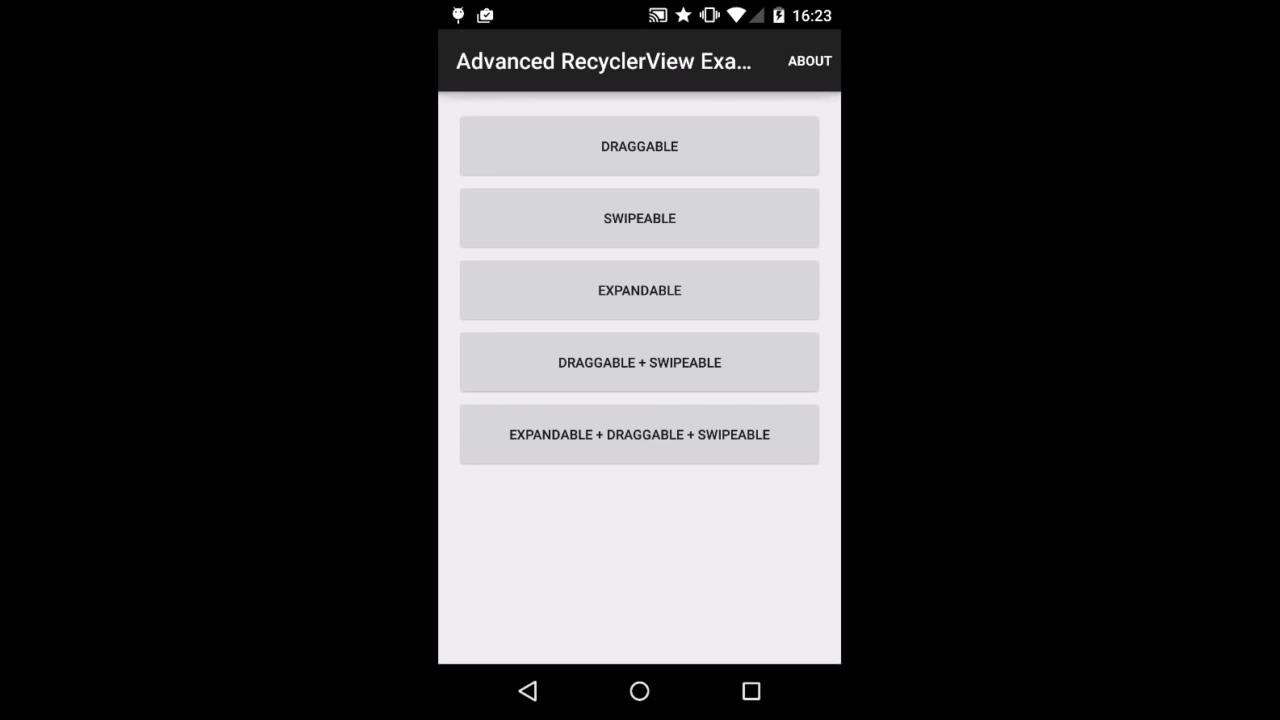 16:23
Advanced RecyclerView Exa...
ABOUT
DRAGGABLE
SWIPEABLE
EXPANDABLE
DRAGGABLE + SWIPEABLE
EXPANDABLE + DRAGGABLE + SWIPEABLE